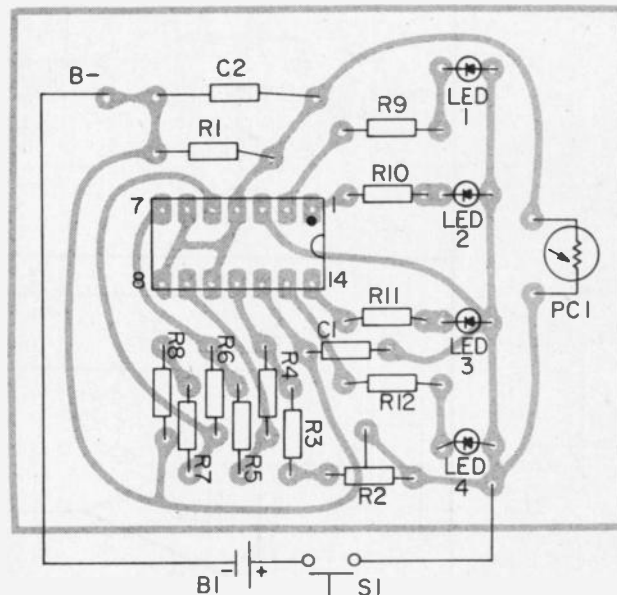 B-
C2
LED
1
R9
R1
R10
7
1
LED
2
8
14
R11
PC1
C1
LED
3
R8
R6
R4
R12
R3
R7
R5
R2
LED
4
B1
-
+
S1